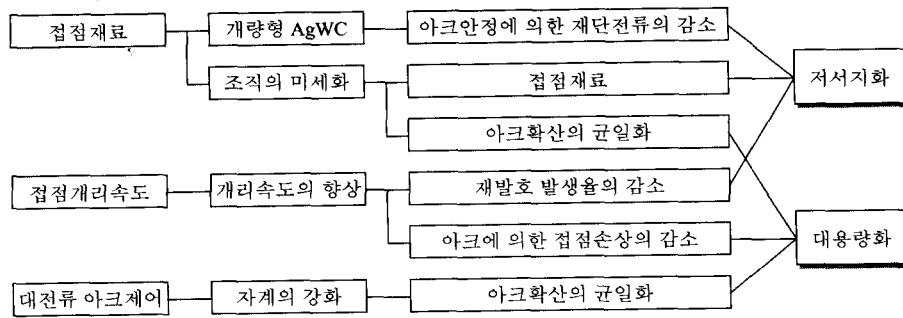 접점재료
개량형 AgWC
아크안정에 의한 재단전류의 감소
조직의 미세화
접점재료
저서지화
아크확산의 균일화
접점개리속도
개리속도의 향상
재발호 발생율의 감소
아크에 의한 접점손상의 감소
대용량화
대전류 아크제어
자계의 강화
아크확산의 균일화